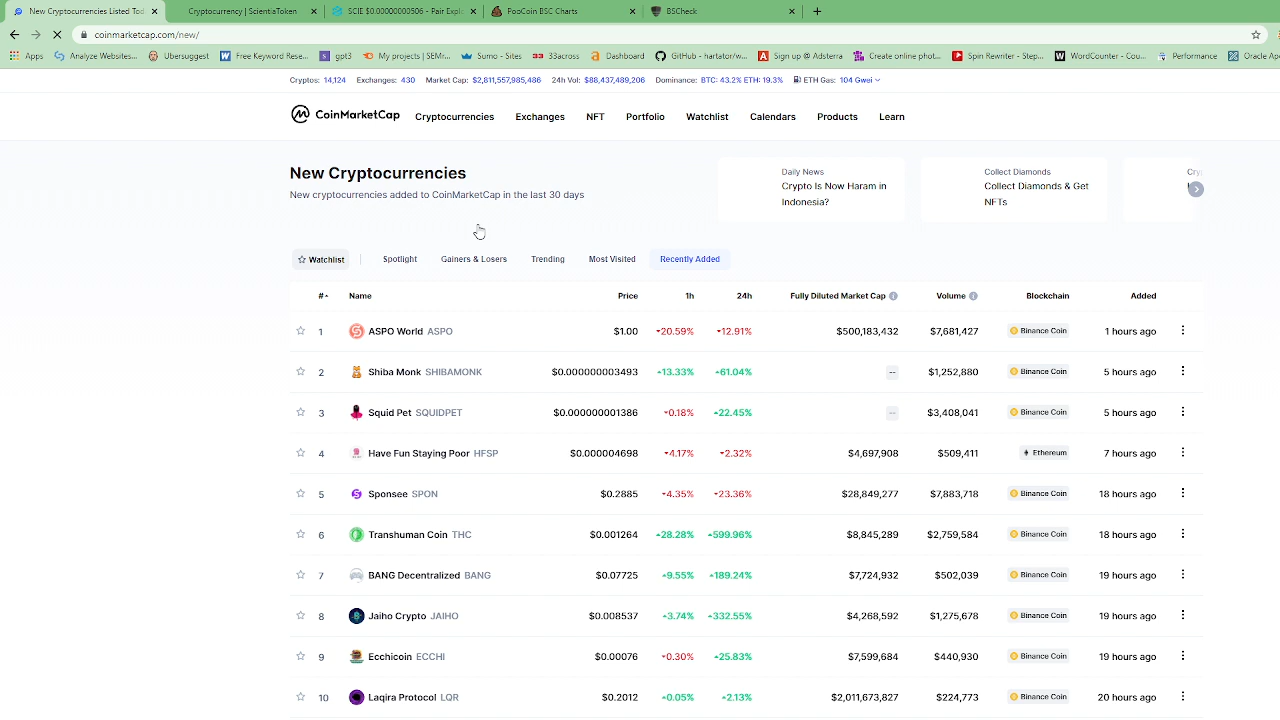 New Cryptocurrencies Listed Tod
Cryptocurrency | ScientiaToken
SCIE $0.00000000506 - Pair Explo
PooCoin BSC Charts
BSCheck
coinmarketcap.com/new/
Apps Analyzing Websites... Ubersuggest Free Keyword Rese... gpt3 My projects | SEMr... Sumo - Sites 33across Dashboard GitHub - hartator/w... Sign up @ Adsterra Create online phot... Spin Rewriter - Step... WordCounter - Cou... Performance Oracle Ape
Cryptos: 14,124 Exchanges: 430 Market Cap: $2,811,557,985,486 24h Vol: $88,437,489,206 Dominance: BTC: 43.2% ETH: 19.3% ETH Gas: 104 Gwei
CoinMarketCap Cryptocurrencies Exchanges NFT Portfolio Watchlist Calendars Products Learn
New Cryptocurrencies
New cryptocurrencies added to CoinMarketCap in the last 30 days
Daily News
Crypto Is Now Haram in
Indonesia?
Collect Diamonds
Collect Diamonds & Get
NFTs
Watchlist Spotlight Gainers & Losers Trending Most Visited Recently Added
# Name Price 1h 24h Fully Diluted Market Cap Volume Blockchain Added
1 ASPO World ASPO $1.00 20.59% 12.91% $500,183,432 $7,681,427 Binance Coin 1 hours ago
2 Shiba Monk SHIBAMONK $0.000000003493 13.33% 61.04% -- $1,252,880 Binance Coin 5 hours ago
3 Squid Pet SQUIDPET $0.000000001386 0.18% 22.45% -- $3,408,041 Binance Coin 5 hours ago
4 Have Fun Staying Poor HFSP $0.000004698 4.17% 2.32% $4,697,908 $509,411 Ethereum 7 hours ago
5 Sponsee SPON $0.2885 4.35% 23.36% $28,849,277 $7,883,718 Binance Coin 18 hours ago
6 Transhuman Coin THC $0.001264 28.28% 599.96% $8,845,289 $2,759,584 Binance Coin 18 hours ago
7 BANG Decentralized BANG $0.07725 9.55% 189.24% $7,724,932 $502,039 Binance Coin 19 hours ago
8 Jaiho Crypto JAIHO $0.008537 3.74% 332.55% $4,268,592 $1,275,678 Binance Coin 19 hours ago
9 Ecchicoin ECCHI $0.00076 0.30% 25.83% $7,599,684 $440,930 Binance Coin 19 hours ago
10 Laqira Protocol LQR $0.2012 0.05% 2.13% $2,011,673,827 $224,773 Binance Coin 20 hours ago